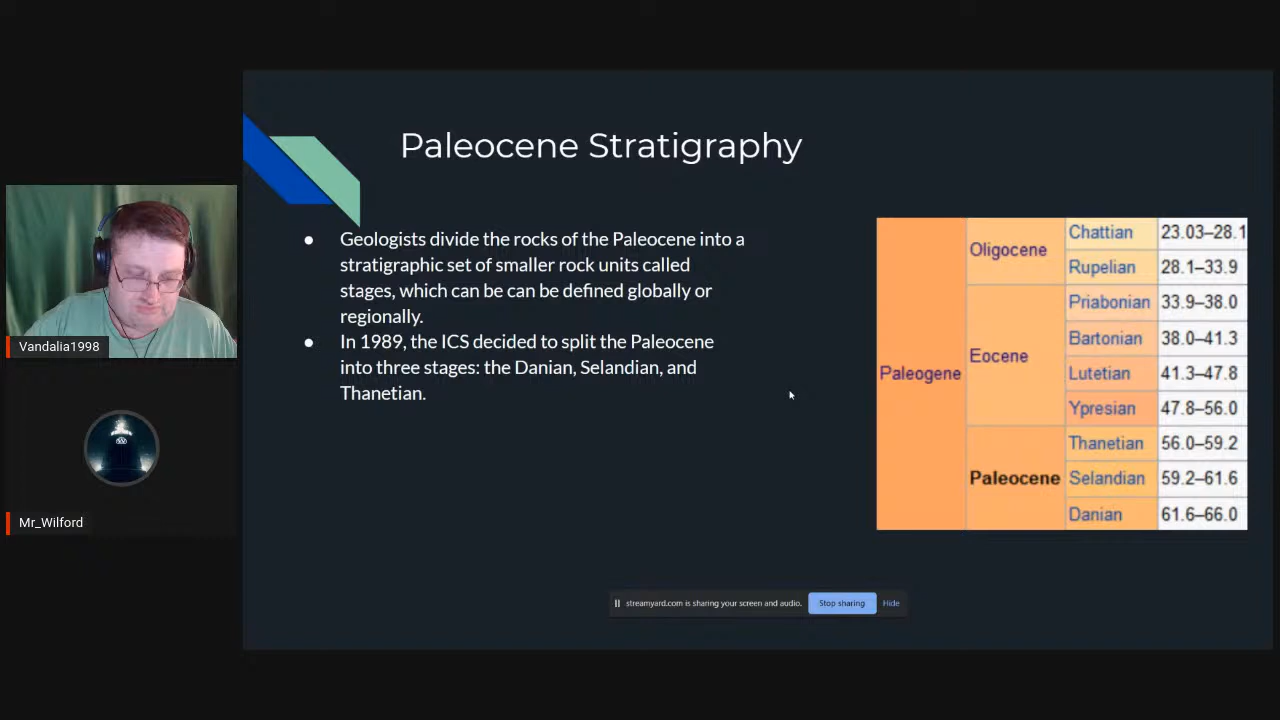 Paleocene Stratigraphy
● Geologists divide the rocks of the Paleocene into a
stratigraphic set of smaller rock units called
stages, which can be can be defined globally or
regionally.
● In 1989, the ICS decided to split the Paleocene
into three stages: the Danian, Selandian, and
Thanetian.
Paleogene
Oligocene
Chattian 23.03–28.1
Rupelian 28.1–33.9
Eocene
Priabonian 33.9–38.0
Bartonian 38.0–41.3
Lutetian 41.3–47.8
Ypresian 47.8–56.0
Paleocene
Thanetian 56.0–59.2
Selandian 59.2–61.6
Danian 61.6–66.0
Vandalia1998
Mr_Wilford
streamyard.com is sharing your screen and audio. Stop sharing Hide